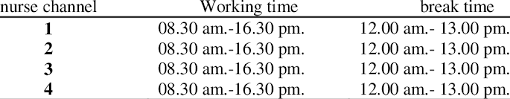 nurse channel Working time break time
1 08.30 am.-16.30 pm. 12.00 am.- 13.00 pm.
2 08.30 am.-16.30 pm. 12.00 am.- 13.00 pm.
3 08.30 am.-16.30 pm. 12.00 am.- 13.00 pm.
4 08.30 am.-16.30 pm. 12.00 am.- 13.00 pm.